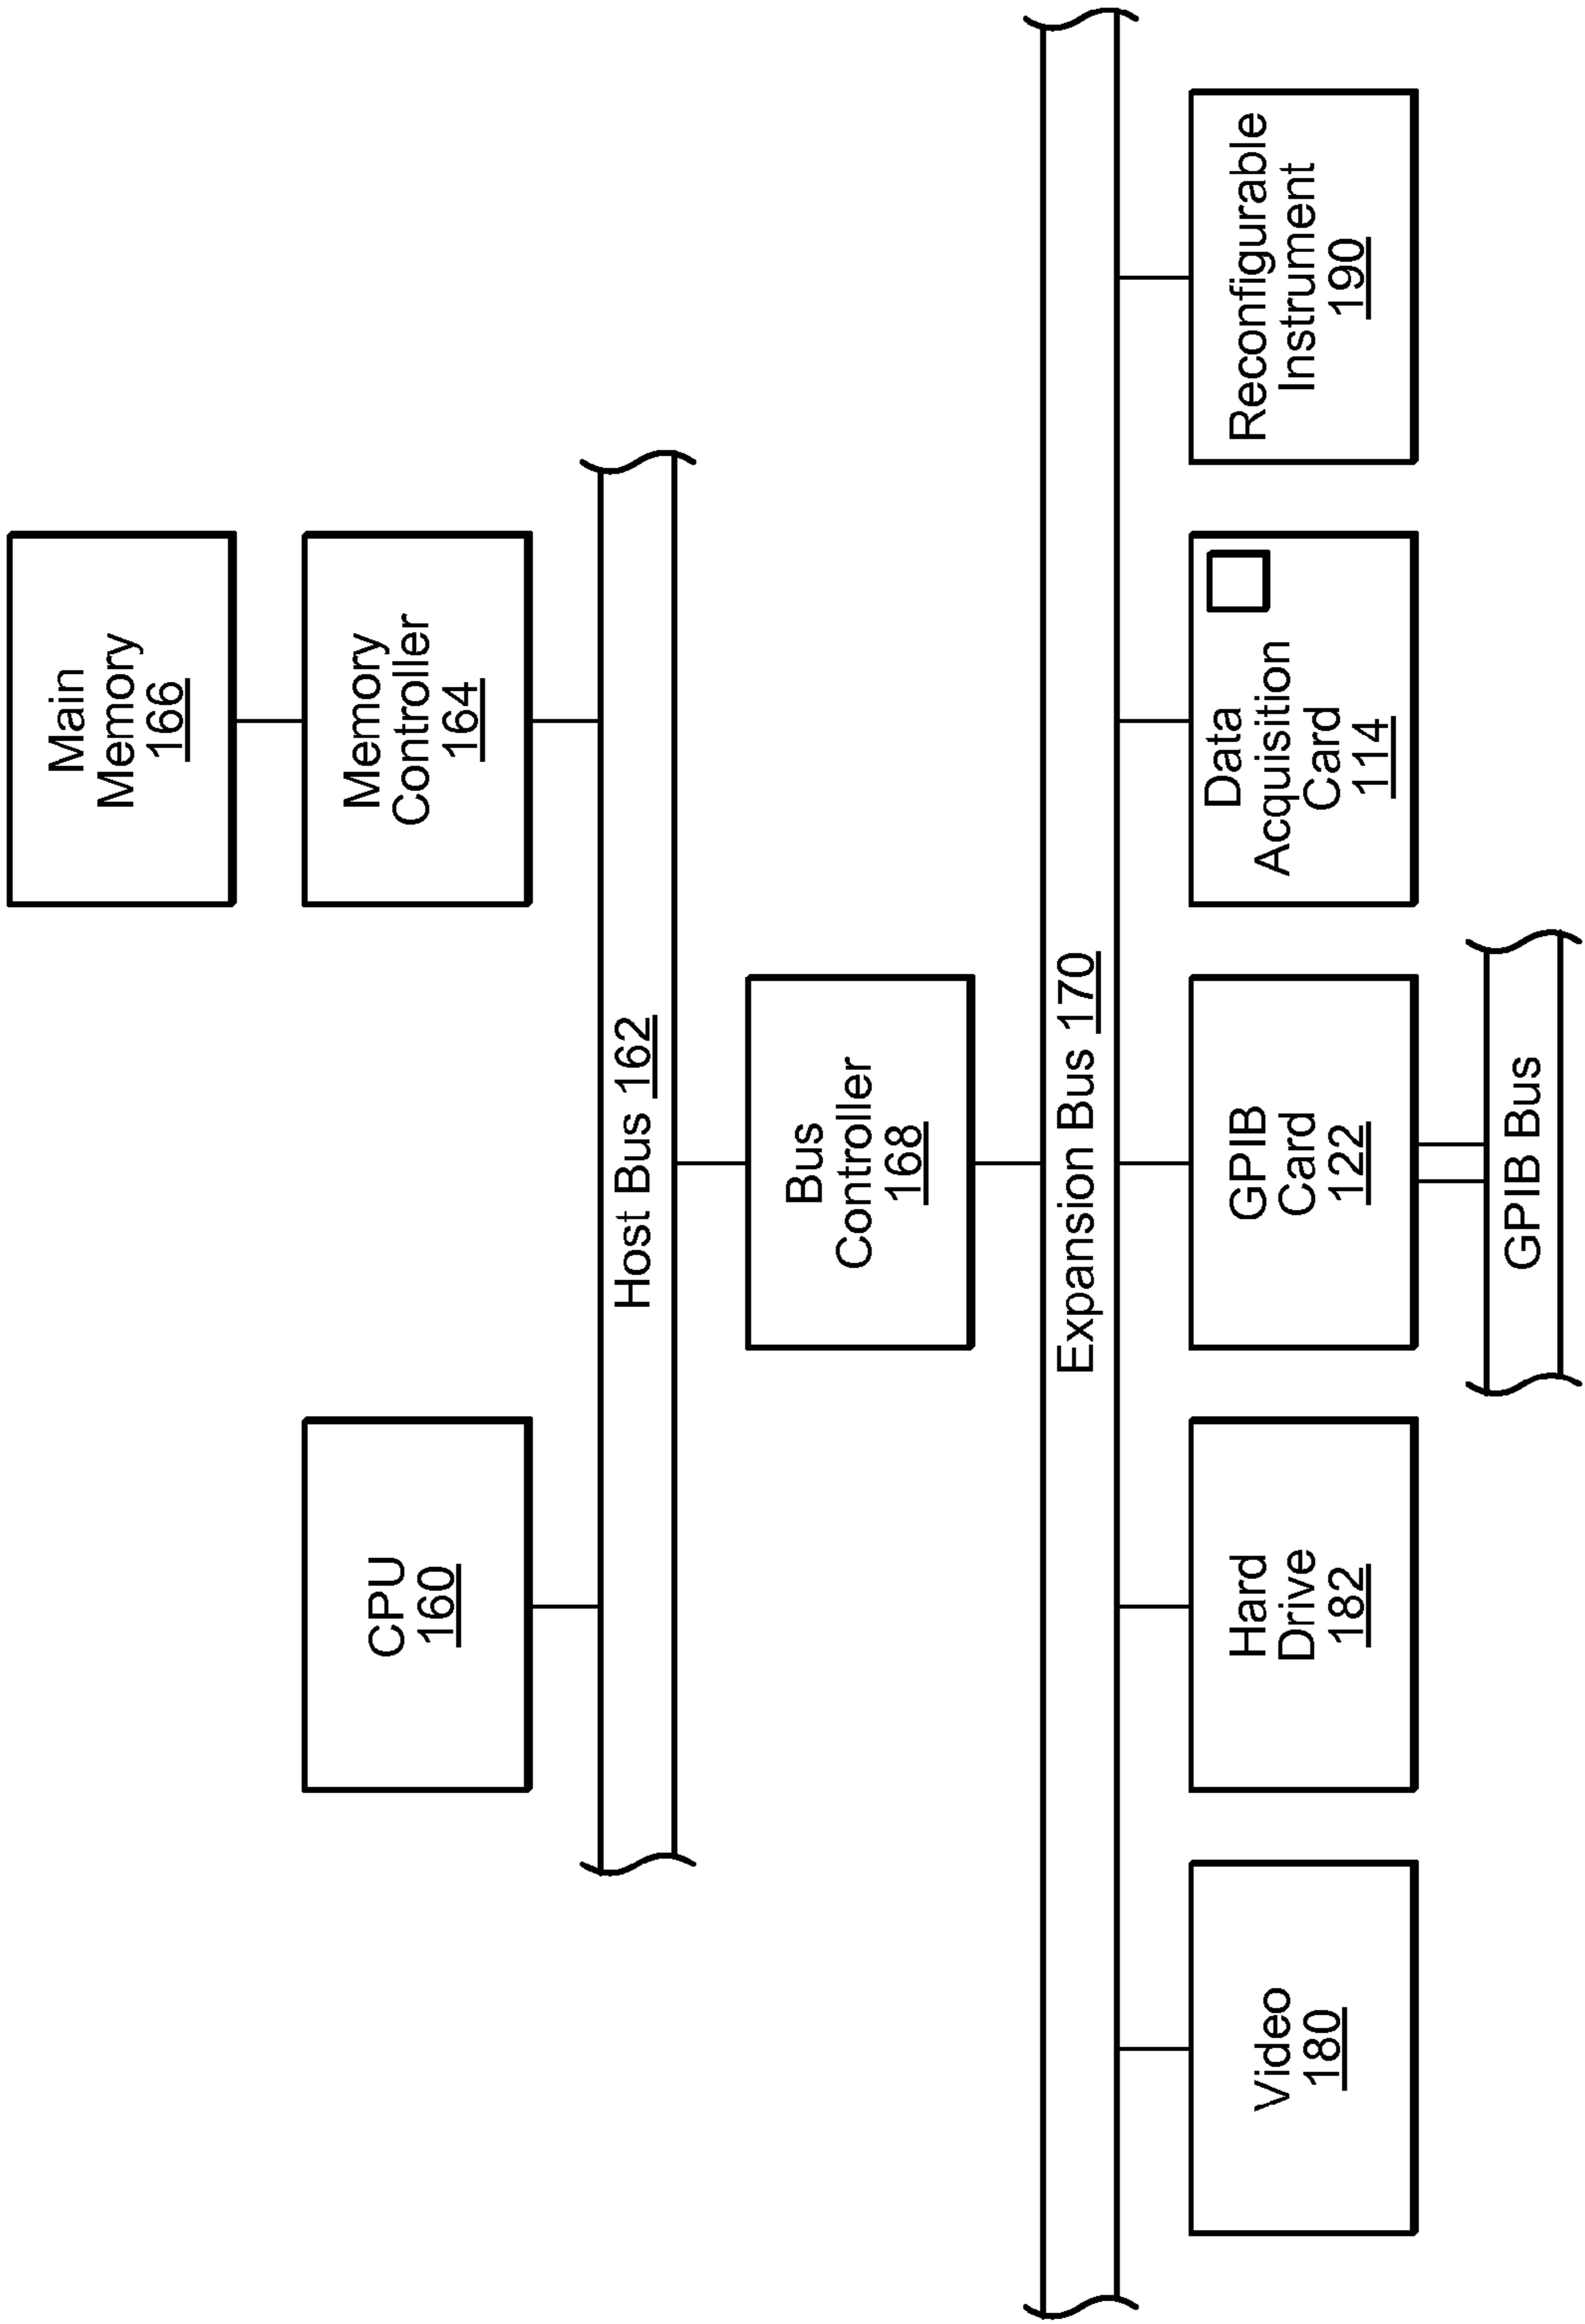 Main
Memory
166
CPU
160
Memory
Controller
164
Host Bus 162
Bus
Controller
168
Expansion Bus 170
Video
180
Hard
Drive
182
GPIB
Card
122
Data
Acquisition
Card
114
Reconfigurable
Instrument
190
GPIB Bus